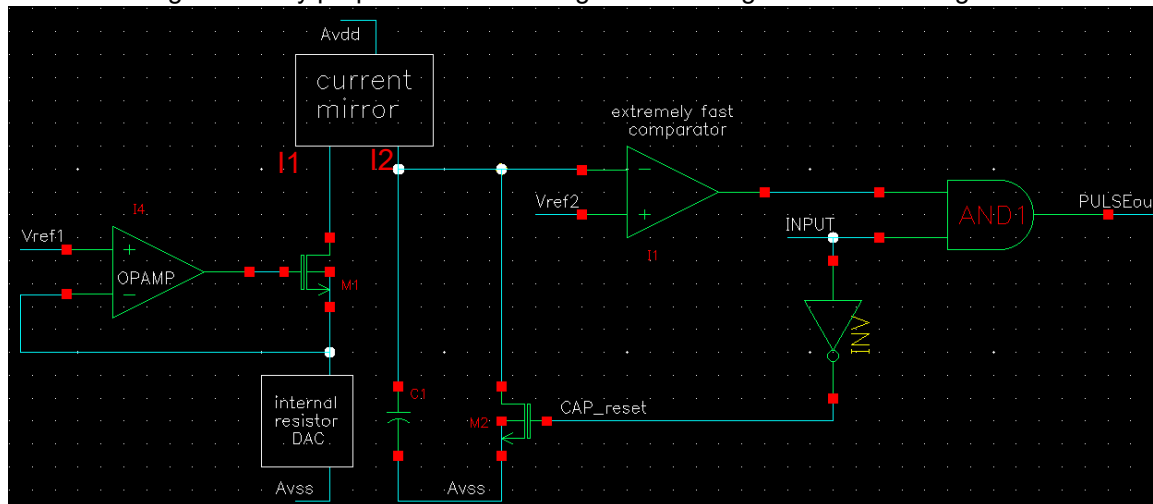 Avdd
current
mirror
extremely fast
comparator
I1
I2
I4
Vref1
OPAMP
M1
Vref2
I1
INPUT
AND1
PULSEou
INV
internal
resistor
DAC
C1
M2
CAP_reset
Avss
Avss